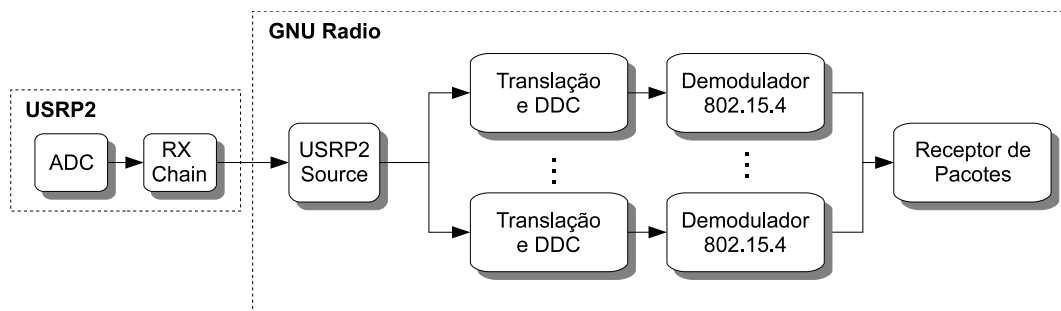 GNU Radio
USRP2
ADC
RX
Chain
USRP2
Source
Translação
e DDC
Demodulador
802.15.4
Translação
e DDC
Demodulador
802.15.4
Receptor de
Pacotes